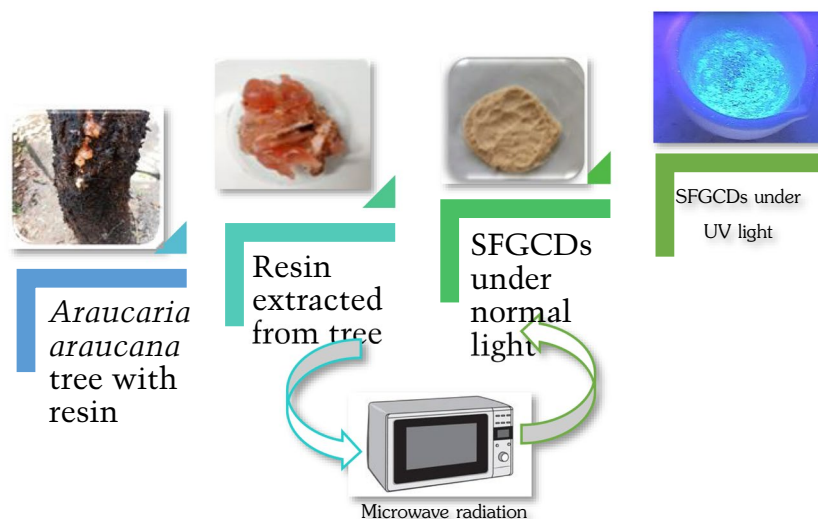 Araucaria
araucana
tree with
resin
Resin
extracted
from tree
SFGCDs
under
normal
light
SFGCDs under
UV light
Microwave radiation